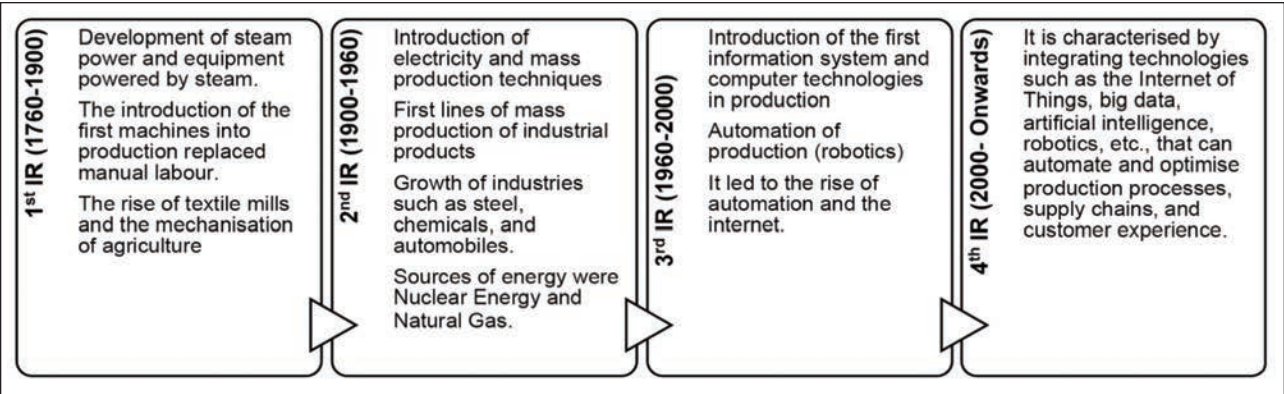 1st IR (1760-1900)
Development of steam
power and equipment
powered by steam.
The introduction of the
first machines into
production replaced
manual labour.
The rise of textile mills
and the mechanisation
of agriculture
2nd IR (1900-1960)
Introduction of
electricity and mass
production techniques
First lines of mass
production of industrial
products
Growth of industries
such as steel,
chemicals, and
automobiles.
Sources of energy were
Nuclear Energy and
Natural Gas.
3rd IR (1960-2000)
Introduction of the first
information system and
computer technologies
in production
Automation of
production (robotics)
It led to the rise of
automation and the
internet.
4th IR (2000- Onwards)
It is characterised by
integrating technologies
such as the Internet of
Things, big data,
artificial intelligence,
robotics, etc., that can
automate and optimise
production processes,
supply chains, and
customer experience.